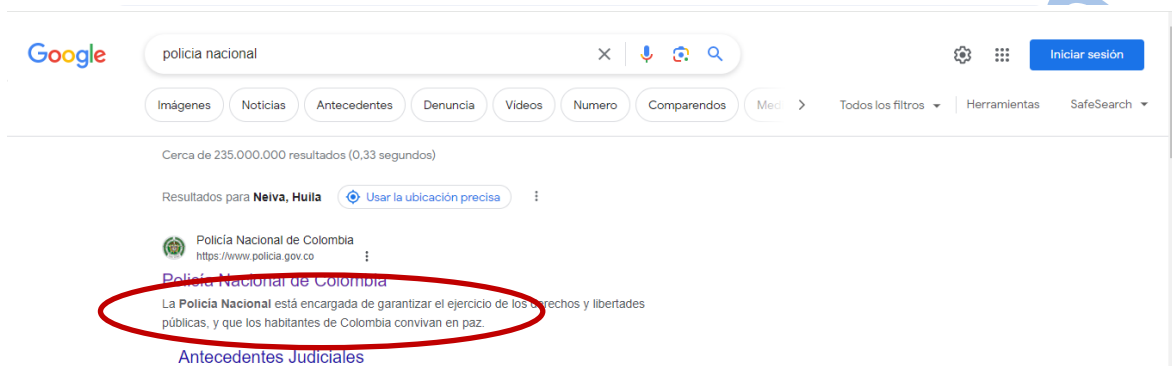 Google
policia nacional
Iniciar sesión
Imágenes Noticias Antecedentes Denuncia Videos Numero Comparendos Med Todos los filtros Herramientas SafeSearch
Cerca de 235.000.000 resultados (0,33 segundos)
Resultados para Neiva, Huila Usar la ubicación precisa
Policía Nacional de Colombia
https://www.policia.gov.co
Policía Nacional de Colombia
La Policía Nacional está encargada de garantizar el ejercicio de los derechos y libertades
públicas, y que los habitantes de Colombia convivan en paz.
Antecedentes Judiciales